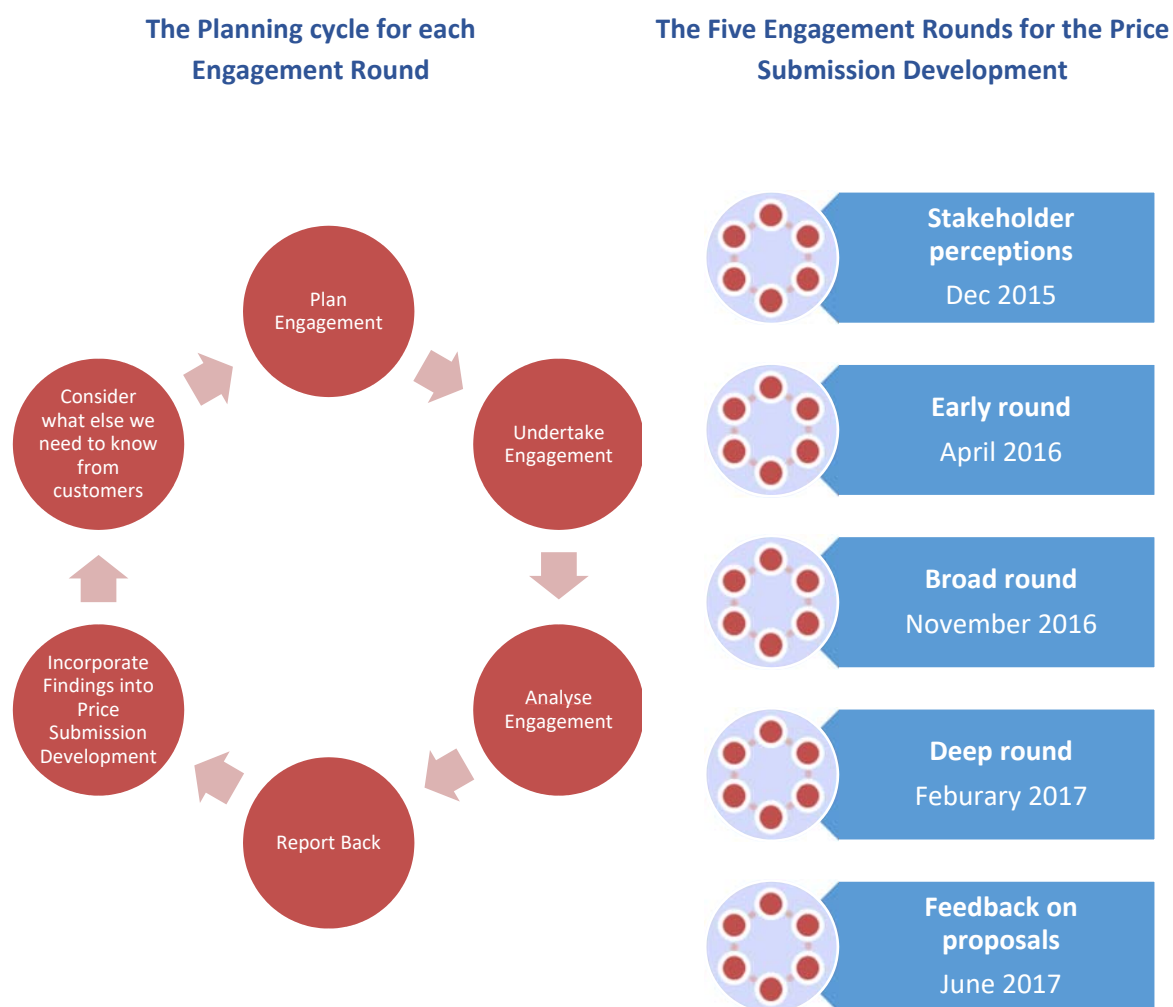 The Planning cycle for each
Engagement Round
The Five Engagement Rounds for the Price
Submission Development
Plan
Engagement
Undertake
Engagement
Analyse
Engagement
Report Back
Incorporate
Findings into
Price
Submission
Development
Consider
what else we
need to know
from
customers
Stakeholder
perceptions
Dec 2015
Early round
April 2016
Broad round
November 2016
Deep round
Feburary 2017
Feedback on
proposals
June 2017